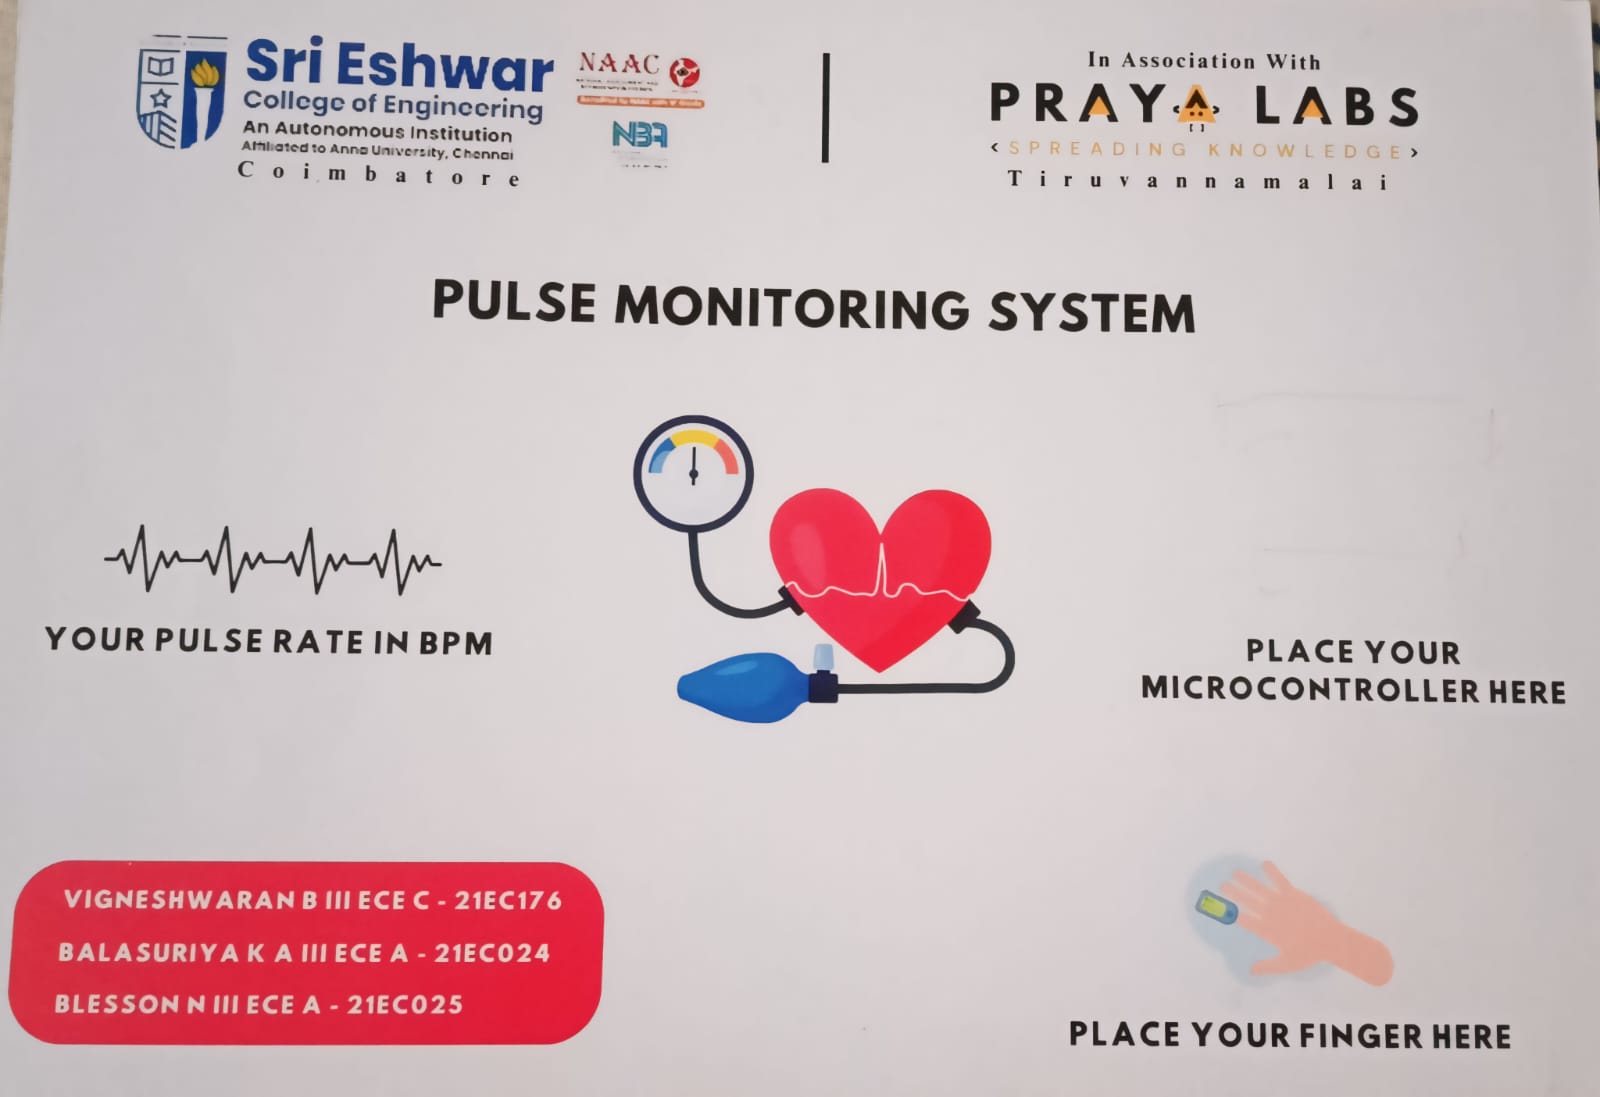 Sri Eshwar
College of Engineering
An Autonomous Institution
Affiliated to Anna University, Chennai
Coimbatore
NAAC
NBA
In Association With
PRAYA LABS
<SPREADING KNOWLEDGE>
Tiruvannamalai
PULSE MONITORING SYSTEM
YOUR PULSE RATE IN BPM
PLACE YOUR
MICROCONTROLLER HERE
VIGNESHWARAN B III ECE C - 21EC176
BALASURIYA K A III ECE A - 21EC024
BLESSON N III ECE A - 21EC025
PLACE YOUR FINGER HERE